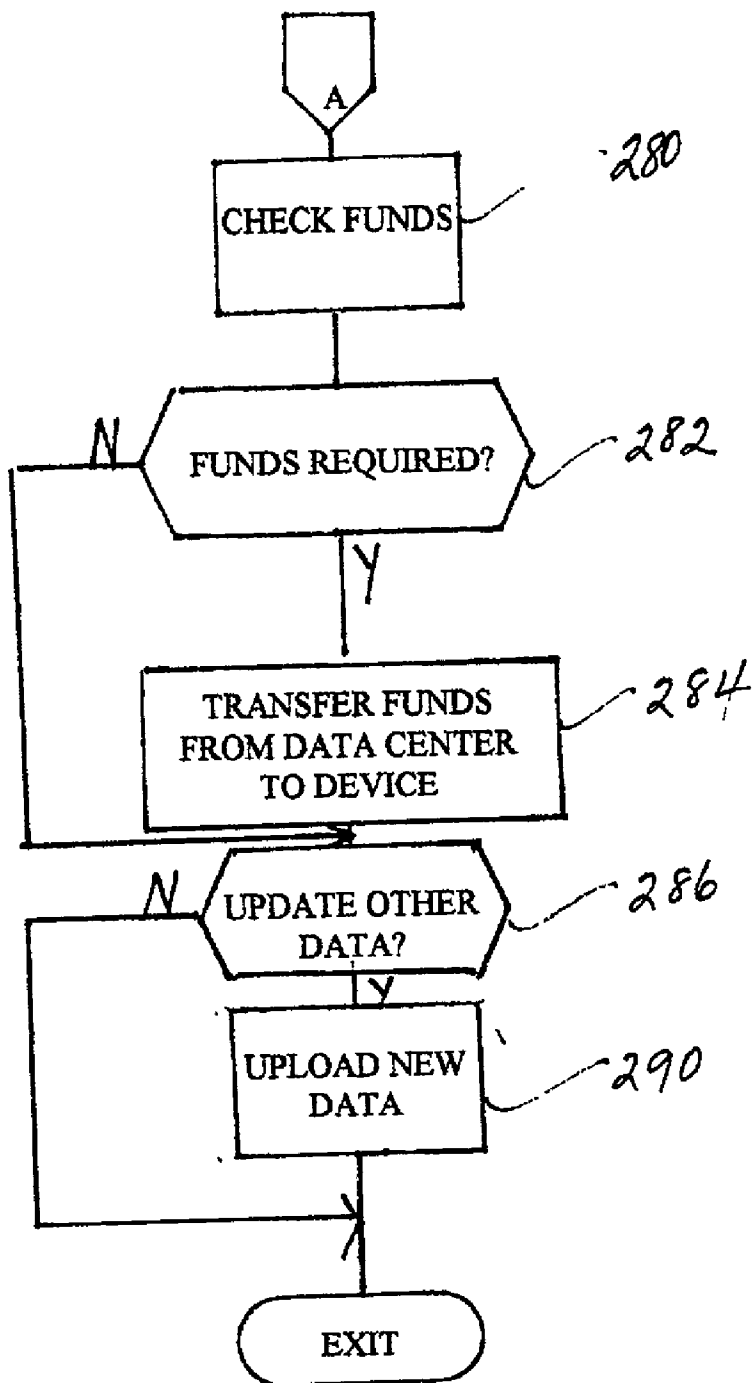 A
280
CHECK FUNDS
N
FUNDS REQUIRED?
282
Y
TRANSFER FUNDS
FROM DATA CENTER
TO DEVICE
284
N
UPDATE OTHER
DATA?
286
Y
UPLOAD NEW
DATA
290
EXIT